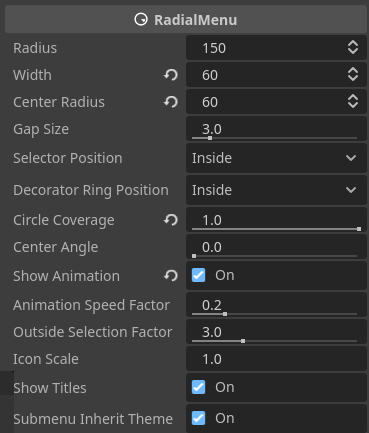 RadialMenu
Radius 150
Width 60
Center Radius 60
Gap Size 3.0
Selector Position Inside
Decorator Ring Position Inside
Circle Coverage 1.0
Center Angle 0.0
Show Animation On
Animation Speed Factor 0.2
Outside Selection Factor 3.0
Icon Scale 1.0
Show Titles On
Submenu Inherit Theme On